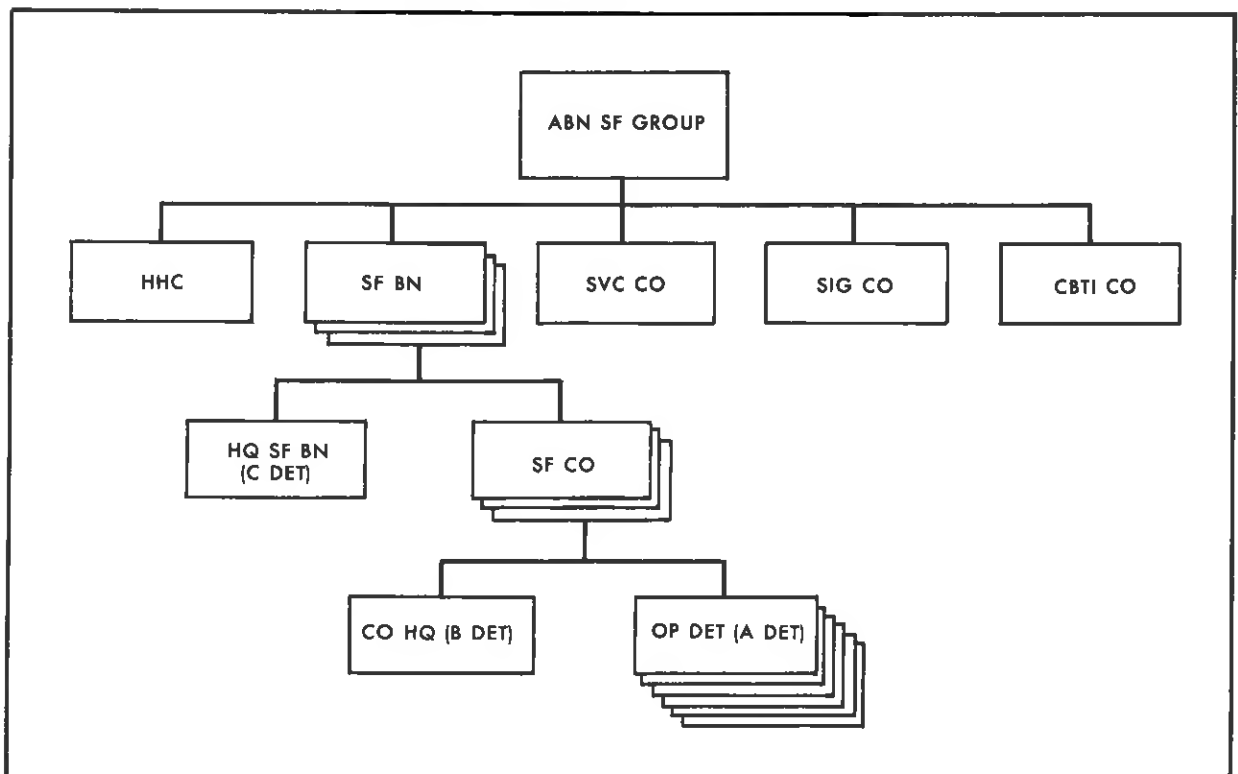 ABN SF GROUP
HHC
SF BN
SVC CO
SIG CO
CBTI CO
HQ SF BN
(C DET)
SF CO
CO HQ (B DET)
OP DET (A DET)